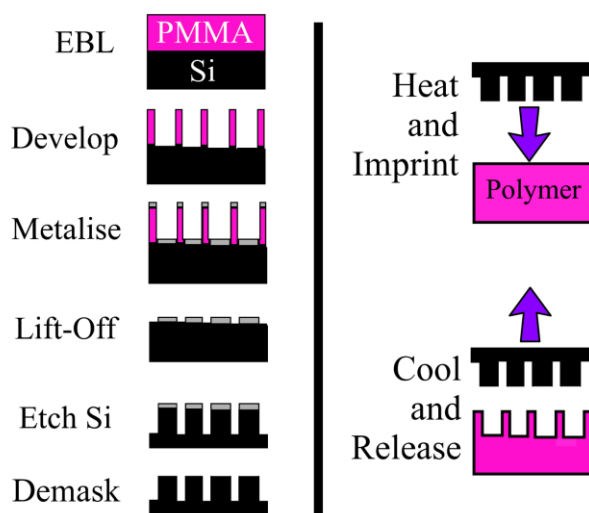 EBL
PMMA
Si
Develop
Metalise
Lift-Off
Etch Si
Demask
Heat
and
Imprint
Polymer
Cool
and
Release